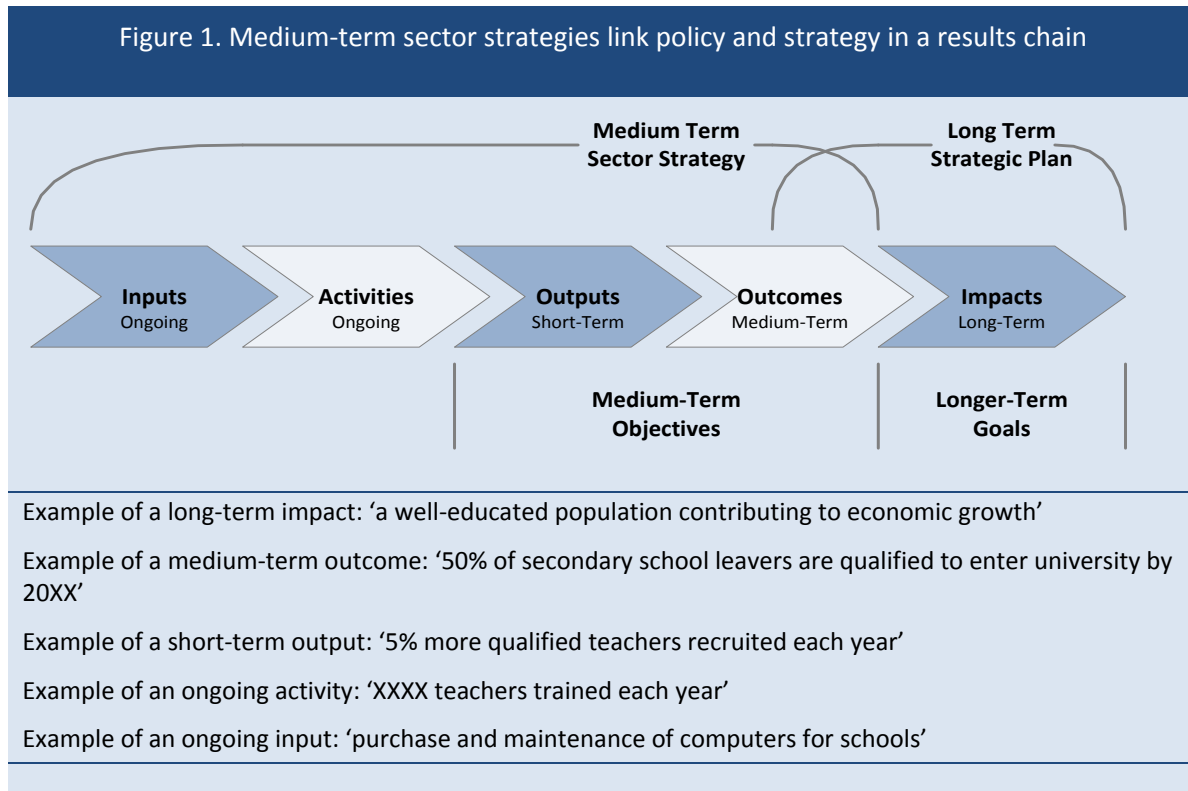 Figure 1. Medium-term sector strategies link policy and strategy in a results chain
Medium Term
Sector Strategy
Long Term
Strategic Plan
Inputs
Ongoing
Activities
Ongoing
Outputs
Short-Term
Outcomes
Medium-Term
Impacts
Long-Term
Medium-Term
Objectives
Longer-Term
Goals
Example of a long-term impact: ‘a well-educated population contributing to economic growth’
Example of a medium-term outcome: ‘50% of secondary school leavers are qualified to enter university by
20XX’
Example of a short-term output: ‘5% more qualified teachers recruited each year’
Example of an ongoing activity: ‘XXXX teachers trained each year’
Example of an ongoing input: ‘purchase and maintenance of computers for schools’